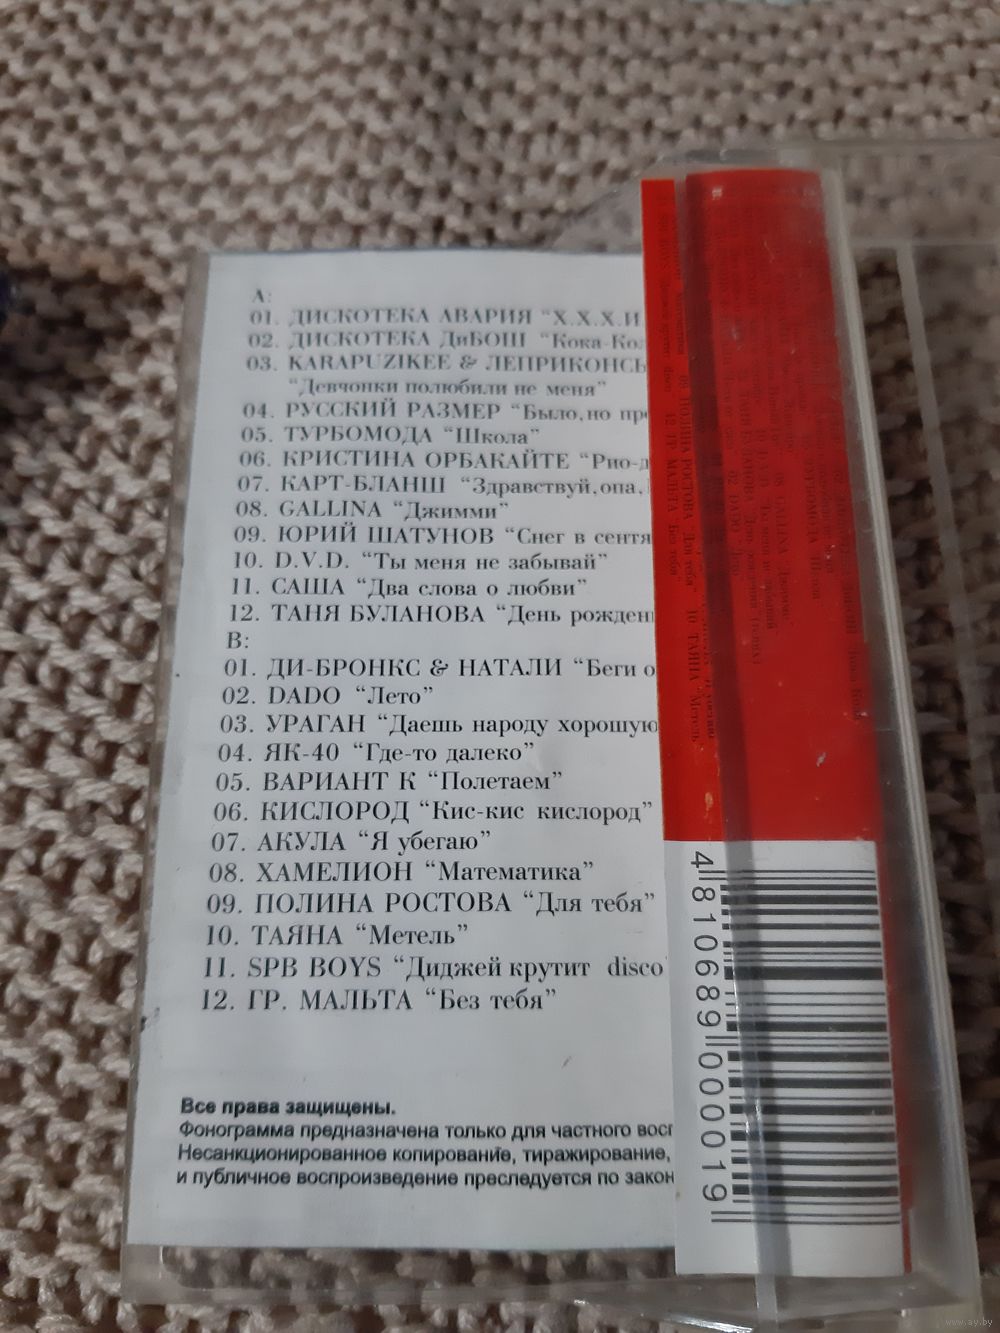 А:
01. ДИСКОТЕКА АВАРИЯ “Х.Х.Х.И.
02. ДИСКОТЕКА ДиБОШ “Кока-Кол
03. KARAPUZIKEE & ЛЕПРИКОНСЫ
“Девчонки полюбили не меня”
04. РУССКИЙ РАЗМЕР “Было, но пр
05. ТУРБОМОДА “Школа”
06. КРИСТИНА ОРБАКАЙТЕ “Рио-д
07. КАРТ-БЛАНШ “Здравствуй,опа,
08. GALLINA “Джимми”
09. ЮРИЙ ШАТУНОВ “Снег в сентя
10. D.V.D. “Ты меня не забывай”
11. САША “Два слова о любви”
12. ТАНЯ БУЛАНОВА “День рожден
В:
01. ДИ-БРОНКС & НАТАЛИ “Беги о
02. DADO “Лето”
03. УРАГАН “Даешь народу хорошую
04. ЯК-40 “Где-то далеко”
05. ВАРИАНТ К “Полетаем”
06. КИСЛОРОД “Кис-кис кислород”
07. АКУЛА “Я убегаю”
08. ХАМЕЛИОН “Математика”
09. ПОЛИНА РОСТОВА “Для тебя”
10. ТАЯНА “Метель”
11. SPB BOYS “Диджей крутит disco
12. ГР. МАЛЬТА “Без тебя”
Все права защищены.
Фонограмма предназначена только для частного вос
Несанкционированное копирование, тиражирование,
и публичное воспроизведение преследуется по закон
4810689000019
www.ay.by